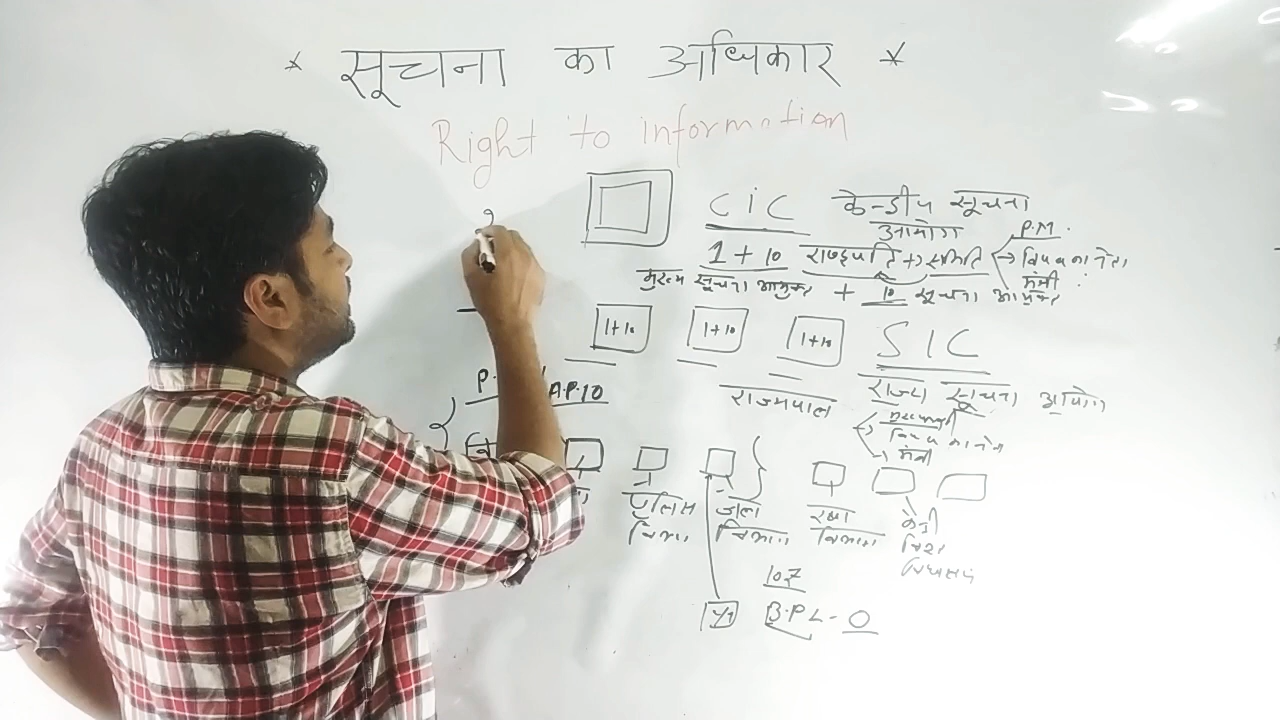 * सूचना का अधिकार *
Right to information
CIC केन्द्रीय सूचना
आयोग
P.M.
1 + 10 राष्ट्रपति → समिति → विपक्ष का नेता
मंत्री
मुख्य सूचना आयुक्त + 10 सूचना आयुक्त
1+10 1+10 1+10 SIC
राज्यपाल राज्य सूचना आयोग
मुख्यमंत्री
विपक्ष का नेता
मंत्री
P. A.P.IO
पुलिस जल रक्षा केन्द्री
विभाग विभाग विभाग
10₹
B.P.L - 0